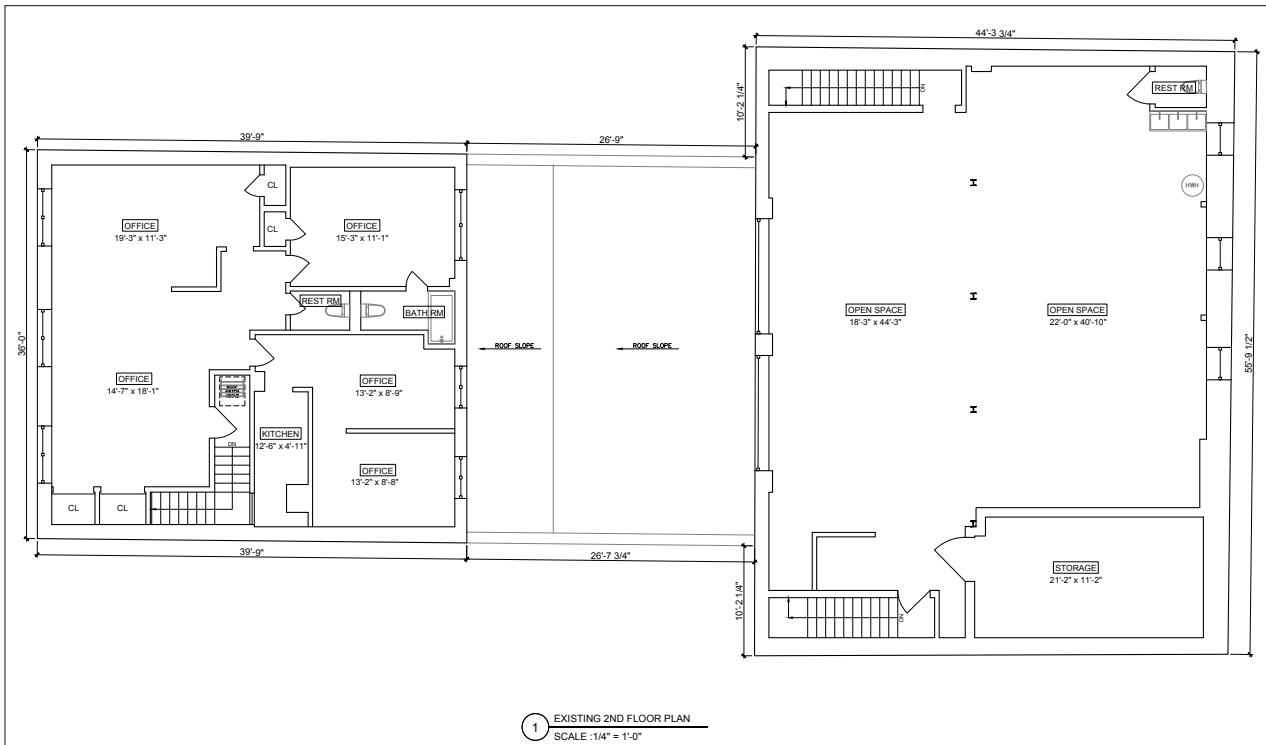 44'-3 3/4"
10'-2 1/4"
DN
REST RM
39'-9"
26'-9"
CL
HWH
OFFICE
19'-3" x 11'-3"
CL
OFFICE
15'-3" x 11'-1"
REST RM
BATH RM
OPEN SPACE
18'-3" x 44'-3"
OPEN SPACE
22'-0" x 40'-10"
36'-0"
ROOF SLOPE
ROOF SLOPE
55'-9 1/2"
OFFICE
14'-7" x 18'-1"
OFFICE
13'-2" x 8'-9"
KITCHEN
12'-6" x 4'-11"
DN
OFFICE
13'-2" x 8'-8"
CL
CL
39'-9"
26'-7 3/4"
STORAGE
21'-2" x 11'-2"
10'-2 1/4"
DN
1
EXISTING 2ND FLOOR PLAN
SCALE :1/4" = 1'-0"